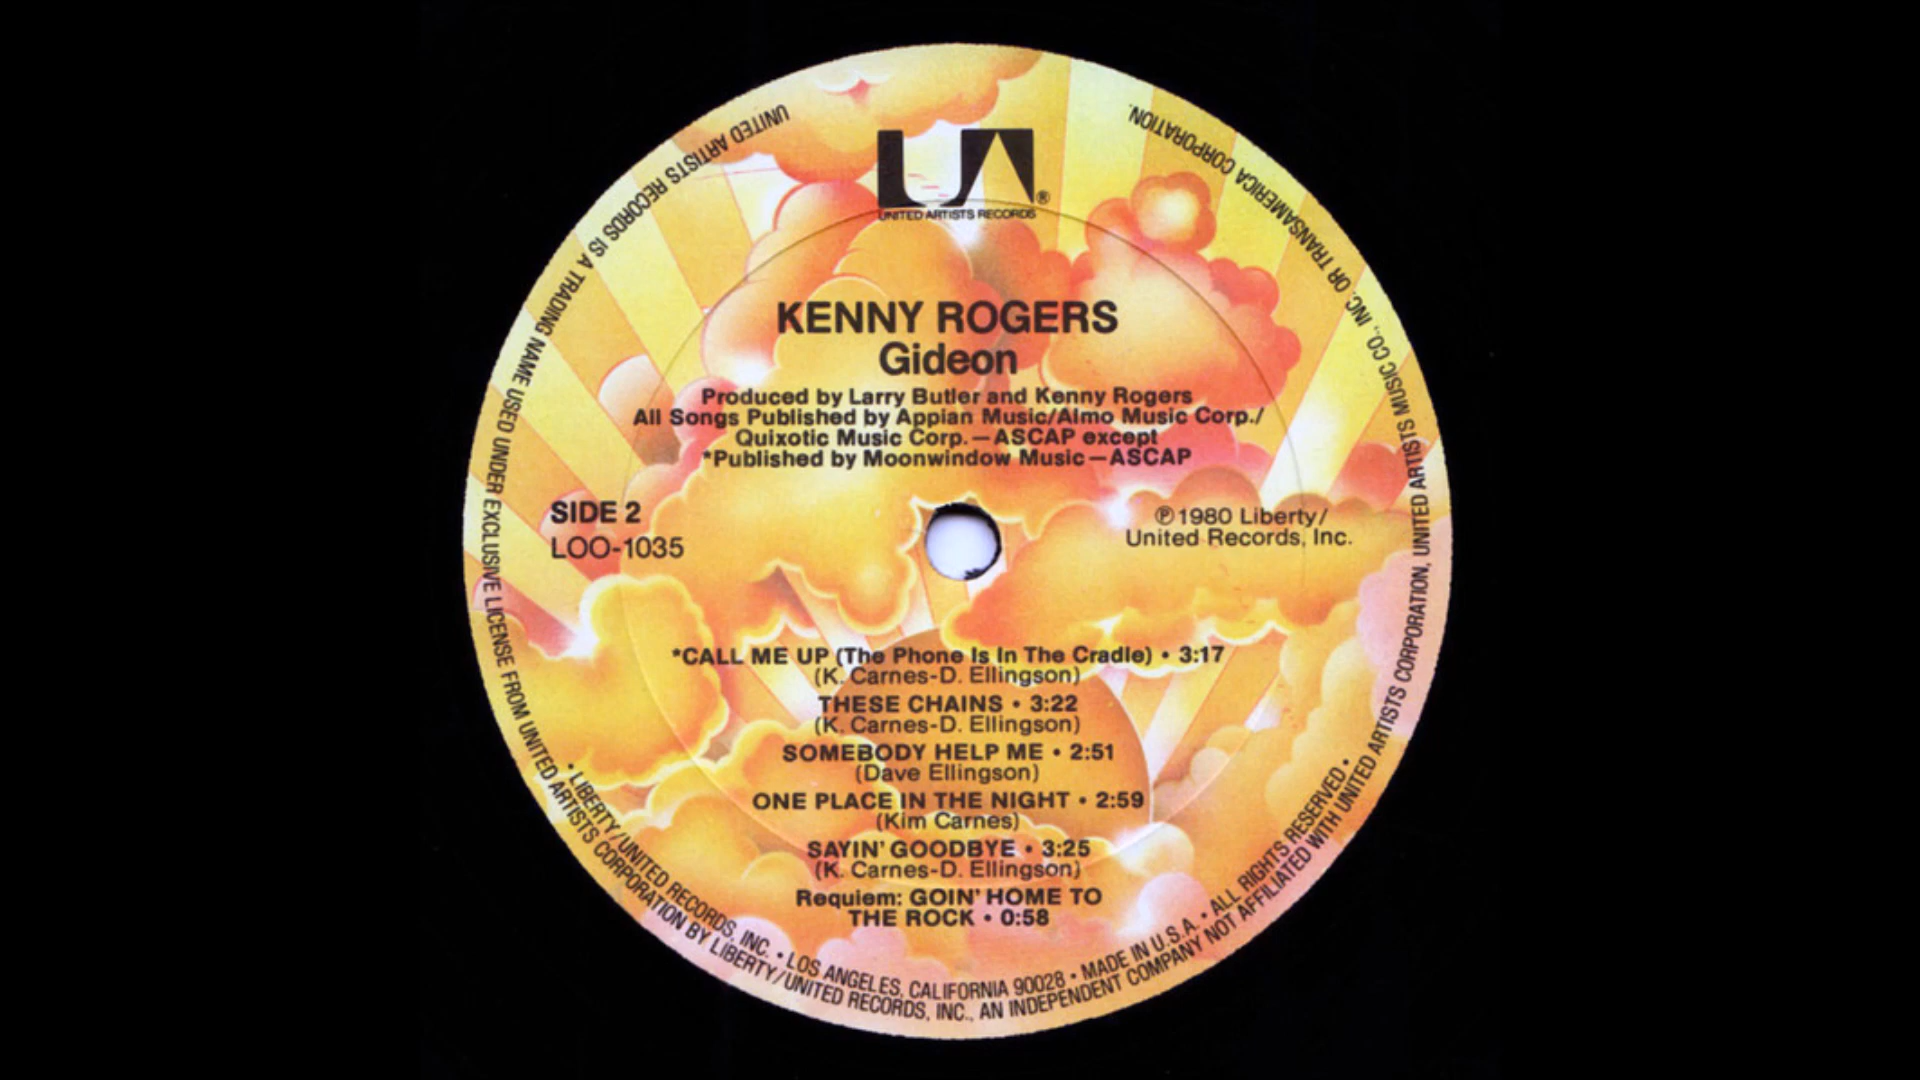 UA®
UNITED ARTISTS RECORDS
KENNY ROGERS
Gideon
Produced by Larry Butler and Kenny Rogers
All Songs Published by Appian Music/Almo Music Corp./
Quixotic Music Corp.—ASCAP except
*Published by Moonwindow Music—ASCAP
SIDE 2
LOO-1035
℗ 1980 Liberty/
United Records, Inc.
*CALL ME UP (The Phone Is In The Cradle) • 3:17
(K. Carnes-D. Ellingson)
THESE CHAINS • 3:22
(K. Carnes-D. Ellingson)
SOMEBODY HELP ME • 2:51
(Dave Ellingson)
ONE PLACE IN THE NIGHT • 2:59
(Kim Carnes)
SAYIN' GOODBYE • 3:25
(K. Carnes-D. Ellingson)
Requiem: GOIN' HOME TO
THE ROCK • 0:58
• LIBERTY/UNITED RECORDS, INC. • LOS ANGELES, CALIFORNIA 90028 • MADE IN U.S.A. • ALL RIGHTS RESERVED •
UNITED ARTISTS RECORDS IS A TRADING NAME USED UNDER EXCLUSIVE LICENSE FROM UNITED ARTISTS CORPORATION BY LIBERTY/UNITED RECORDS, INC., AN INDEPENDENT COMPANY NOT AFFILIATED WITH UNITED ARTISTS CORPORATION, UNITED ARTISTS MUSIC CO., INC. OR TRANSAMERICA CORPORATION.